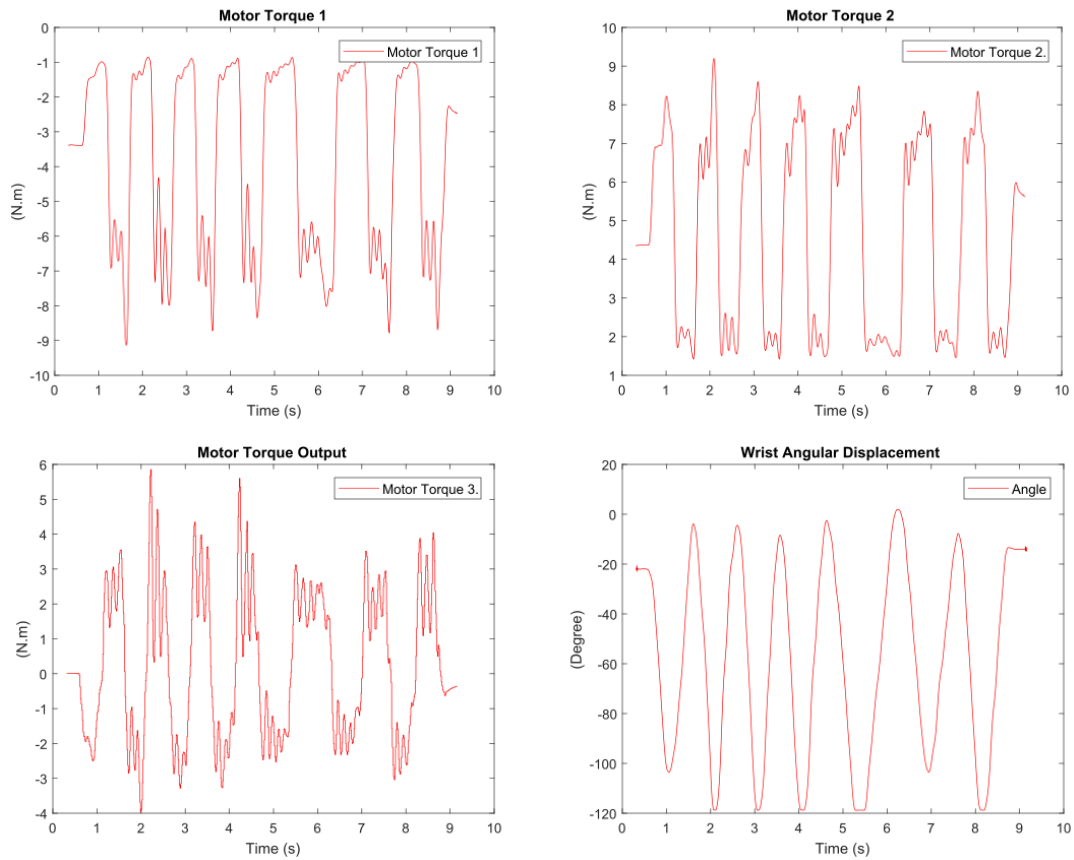 Motor Torque 1
0
-1
-2
-3
-4
-5
-6
-7
-8
-9
-10
(N.m)
Motor Torque 1
0 1 2 3 4 5 6 7 8 9 10
Time (s)
Motor Torque 2
10
9
8
7
6
5
4
3
2
1
(N.m)
Motor Torque 2.
0 1 2 3 4 5 6 7 8 9 10
Time (s)
Motor Torque Output
6
5
4
3
2
1
0
-1
-2
-3
-4
(N.m)
Motor Torque 3.
0 1 2 3 4 5 6 7 8 9 10
Time (s)
Wrist Angular Displacement
20
0
-20
-40
-60
-80
-100
-120
(Degree)
Angle
0 1 2 3 4 5 6 7 8 9 10
Time (s)